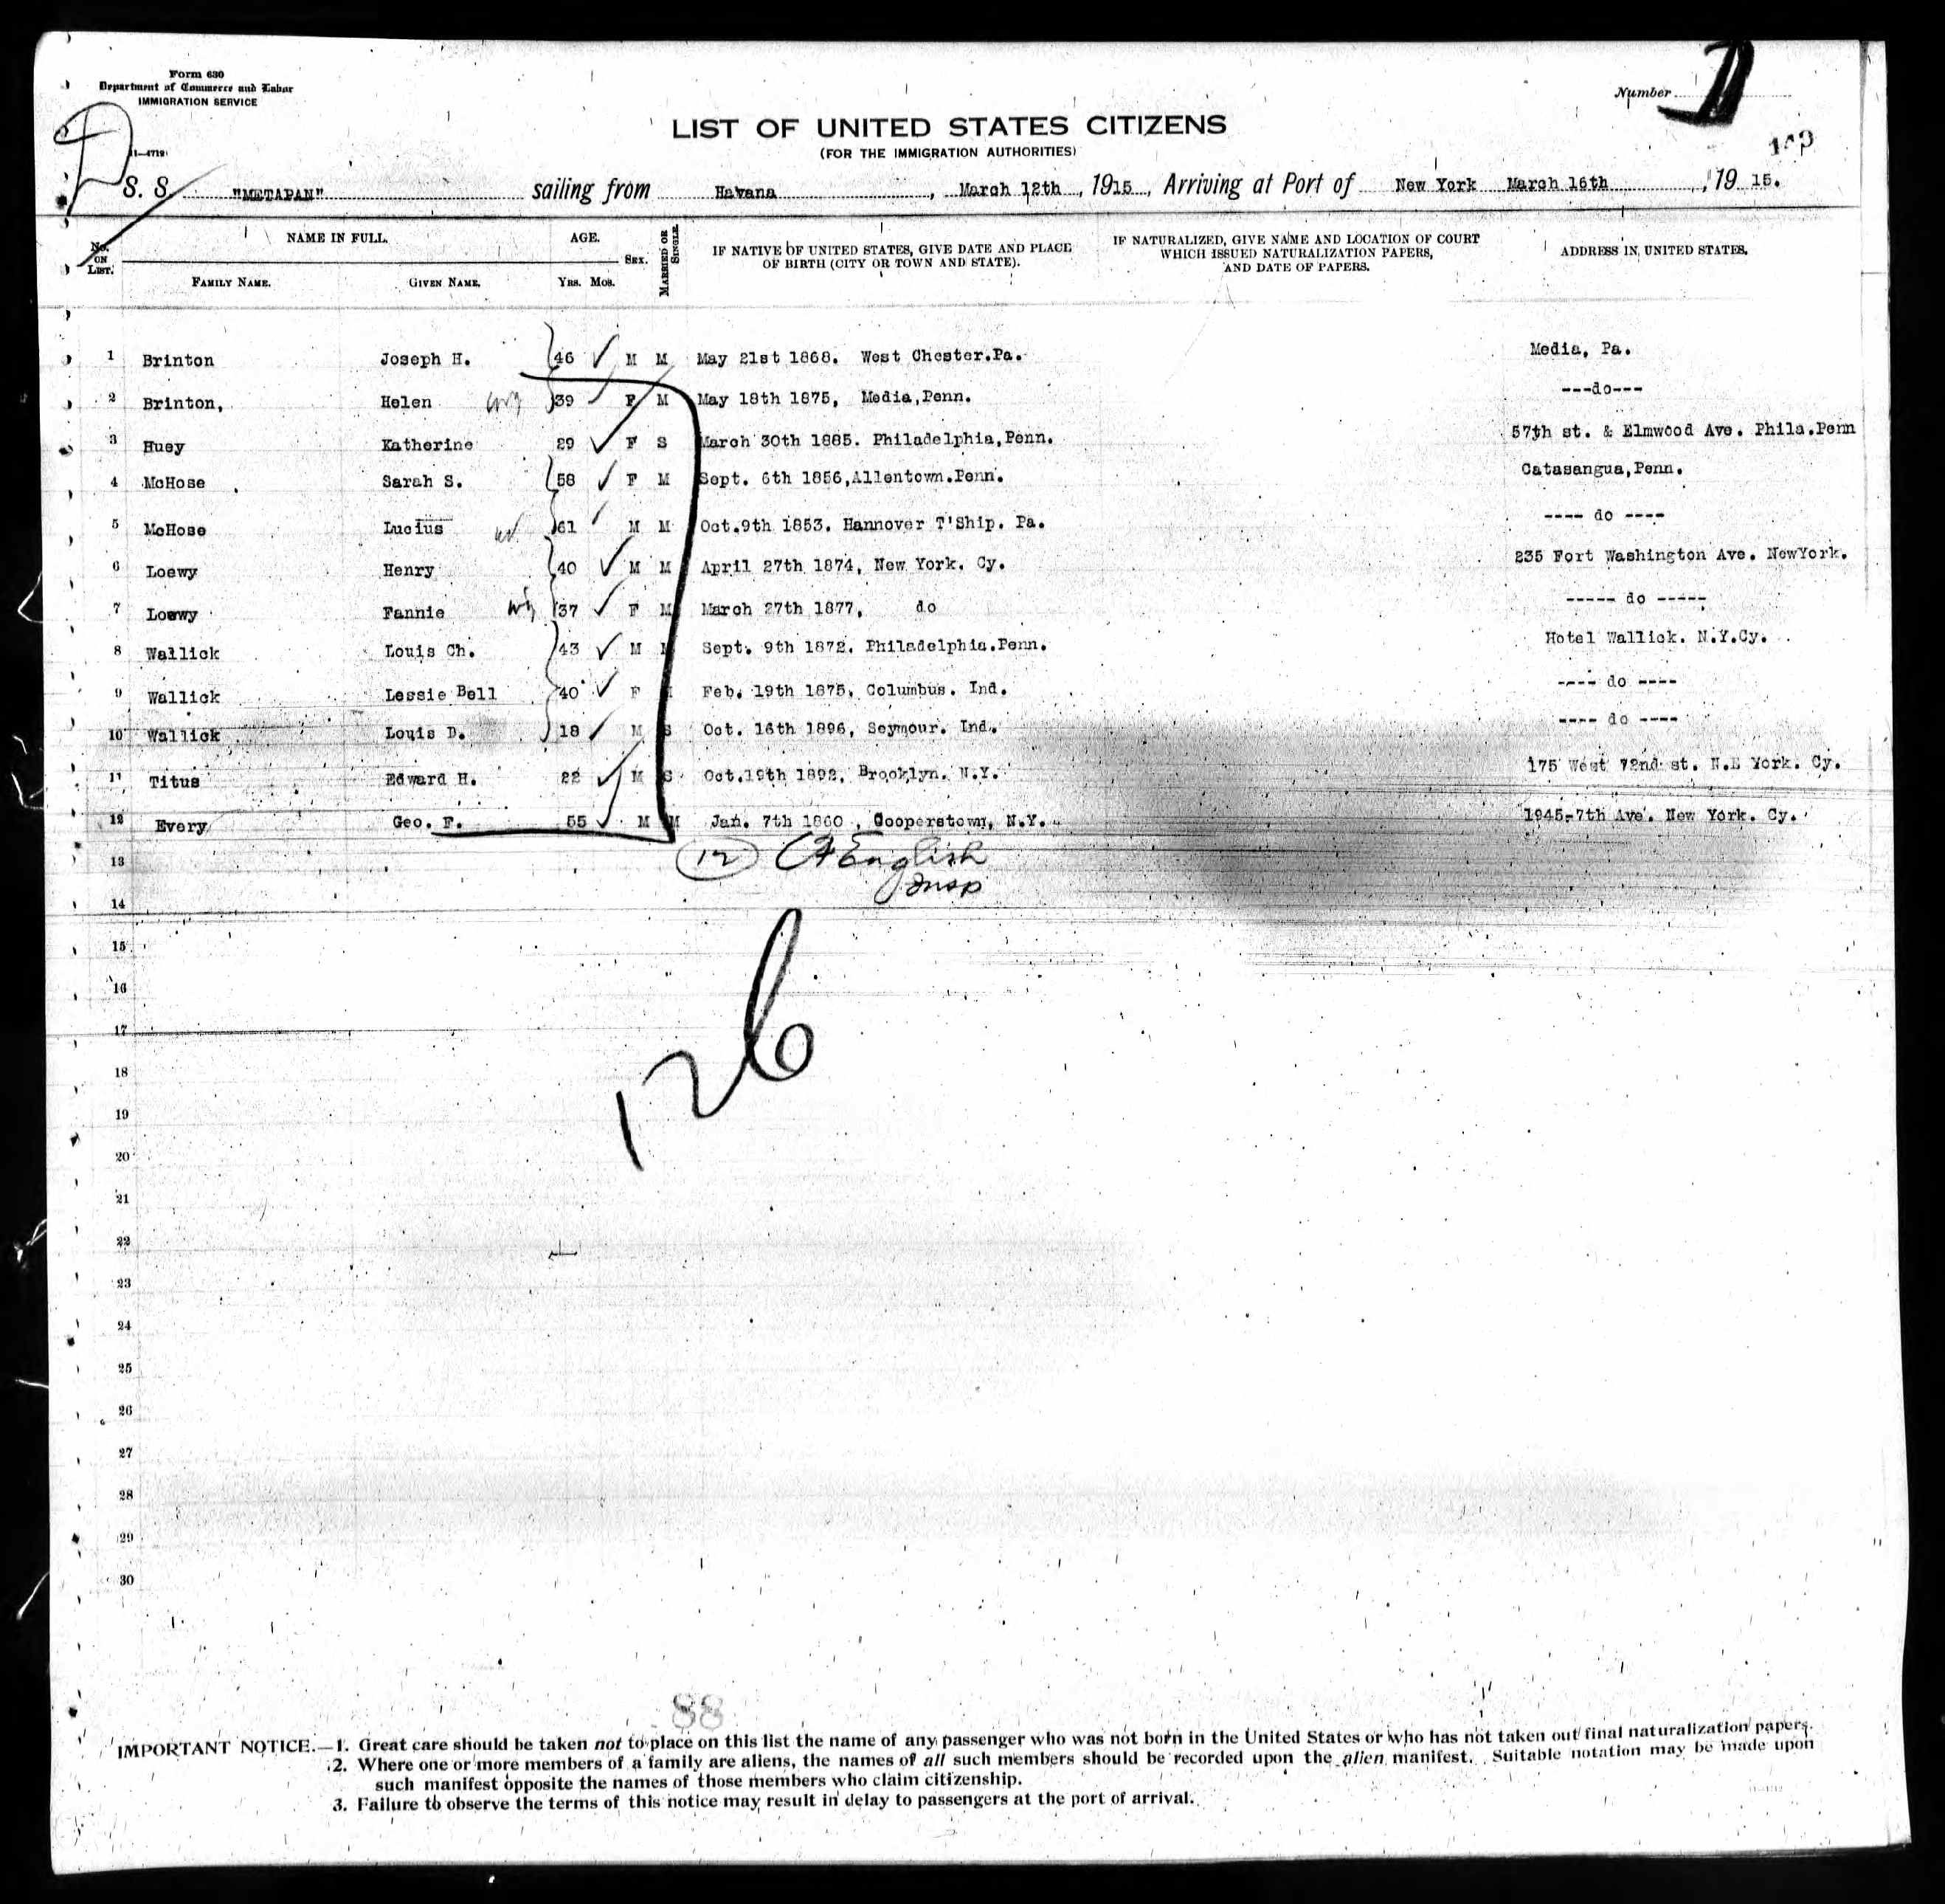 Form 630
Department of Commerce and Labor
IMMIGRATION SERVICE
11—4719
Number
LIST OF UNITED STATES CITIZENS
(FOR THE IMMIGRATION AUTHORITIES)
S. S. "METAPAN" sailing from Havana, March 12th, 1915, Arriving at Port of New York March 16th, 1915.
No. ON LIST. NAME IN FULL. AGE. SEX. MARRIED OR SINGLE. IF NATIVE OF UNITED STATES, GIVE DATE AND PLACE OF BIRTH (CITY OR TOWN AND STATE). IF NATURALIZED, GIVE NAME AND LOCATION OF COURT WHICH ISSUED NATURALIZATION PAPERS, AND DATE OF PAPERS. ADDRESS IN UNITED STATES.
FAMILY NAME. GIVEN NAME. YRS. MOS.
1 Brinton Joseph H. 46 M M May 21st 1868. West Chester.Pa. Media, Pa.
2 Brinton, Helen 39 F M May 18th 1875, Media,Penn. ---do---
3 Huey Katherine 29 F S March 30th 1885. Philadelphia,Penn. 57th st. & Elmwood Ave. Phila.Penn
4 McHose Sarah S. 58 F M Sept. 6th 1856,Allentown.Penn. Catasangua,Penn.
5 McHose Lucius 61 M M Oct.9th 1853. Hannover T'Ship. Pa. ---- do ----
6 Loewy Henry 40 M M April 27th 1874, New York. Cy. 235 Fort Washington Ave. NewYork.
7 Loewy Fannie 37 F M March 27th 1877, do ----- do -----
8 Wallick Louis Ch. 43 M M Sept. 9th 1872. Philadelphia.Penn. Hotel Wallick. N.Y.Cy.
9 Wallick Lessie Bell 40 F Feb. 19th 1875, Columbus. Ind. ---- do ----
10 Wallick Louis D. 18 M S Oct. 16th 1896, Seymour. Ind. ---- do ----
11 Titus Edward H. 22 M S Oct.19th 1892, Brooklyn. N.Y. 175 West 72nd st. N.E York. Cy.
12 Every Geo. F. 55 M M Jan. 7th 1860, Cooperstown, N.Y. 1945-7th Ave. New York. Cy.
13
12 English
Insp
14
15
16
17
126
18
19
20
21
22
23
24
25
26
27
28
29
30
88
IMPORTANT NOTICE.—1. Great care should be taken not to place on this list the name of any passenger who was not born in the United States or who has not taken out final naturalization papers.
2. Where one or more members of a family are aliens, the names of all such members should be recorded upon the alien manifest. Suitable notation may be made upon
such manifest opposite the names of those members who claim citizenship.
3. Failure to observe the terms of this notice may result in delay to passengers at the port of arrival.